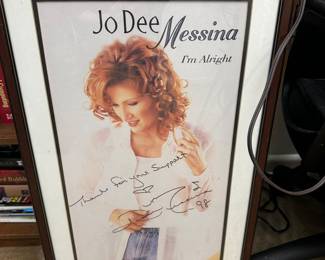 Jo Dee Messina
I'm Alright
Thanks for your support
98